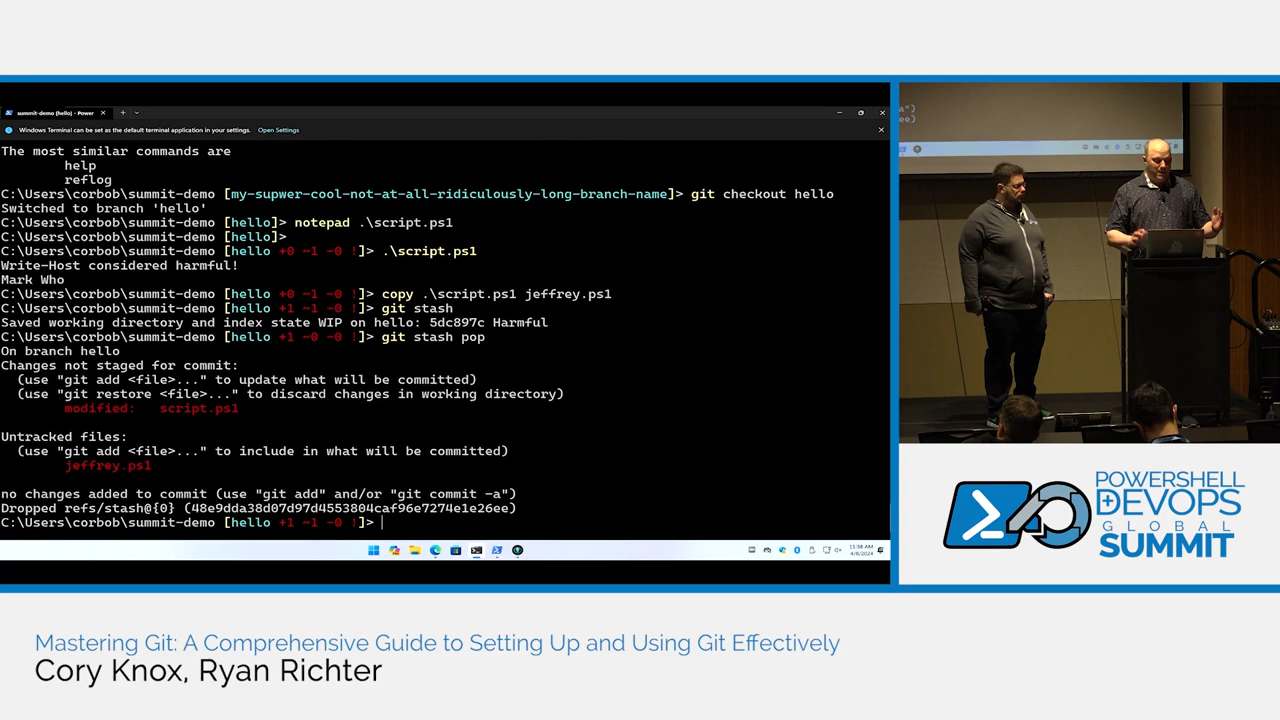 summit-demo [hello] - Power
Windows Terminal can be set as the default terminal application in your settings. Open Settings
The most similar commands are
help
reflog
C:\Users\corbob\summit-demo [my-supwer-cool-not-at-all-ridiculously-long-branch-name]> git checkout hello
Switched to branch 'hello'
C:\Users\corbob\summit-demo [hello]> notepad .\script.ps1
C:\Users\corbob\summit-demo [hello]>
C:\Users\corbob\summit-demo [hello +0 ~1 -0 !]> .\script.ps1
Write-Host considered harmful!
Mark Who
C:\Users\corbob\summit-demo [hello +0 ~1 -0 !]> copy .\script.ps1 jeffrey.ps1
C:\Users\corbob\summit-demo [hello +1 ~1 -0 !]> git stash
Saved working directory and index state WIP on hello: 5dc897c Harmful
C:\Users\corbob\summit-demo [hello +1 ~0 -0 !]> git stash pop
On branch hello
Changes not staged for commit:
(use "git add <file>..." to update what will be committed)
(use "git restore <file>..." to discard changes in working directory)
modified: script.ps1
Untracked files:
(use "git add <file>..." to include in what will be committed)
jeffrey.ps1
no changes added to commit (use "git add" and/or "git commit -a")
Dropped refs/stash@{0} (48e9dda38d07d97d4553804caf96e7274e1e26ee)
C:\Users\corbob\summit-demo [hello +1 ~1 -0 !]>
11:38 AM
4/8/2024
a")
ee)
POWERSHELL
+ DEVOPS
GLOBAL
SUMMIT
Mastering Git: A Comprehensive Guide to Setting Up and Using Git Effectively
Cory Knox, Ryan Richter